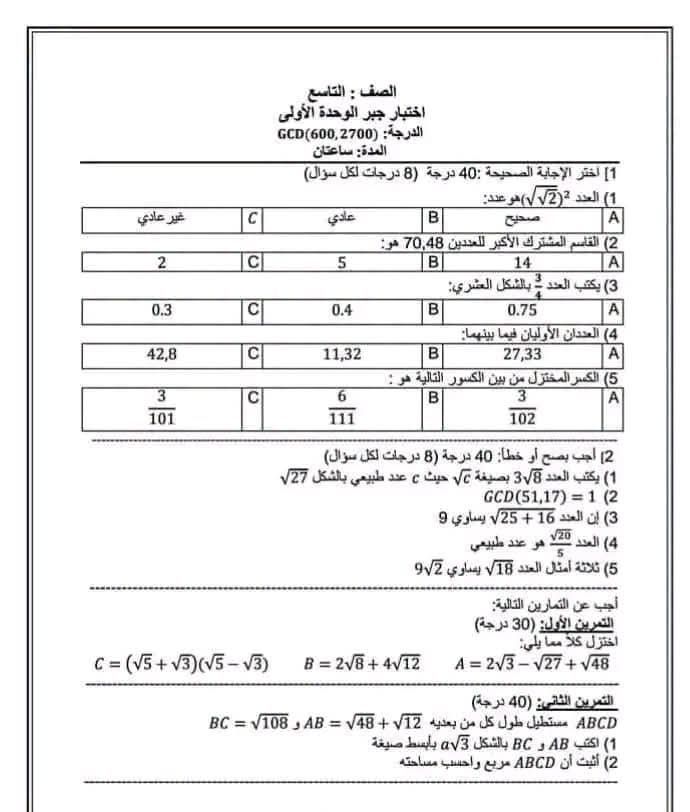 الصف : التاسع
اختبار جبر الوحدة الأولى
الدرجة: GCD(600,2700)
المدة: ساعتان
1] اختر الإجابة الصحيحة :40 درجة (8 درجات لكل سؤال)
1) العدد (√√2)² هو عدد:
A صحيح B عادي C غير عادي
2) القاسم المشترك الأكبر للعددين 70,48 هو:
A 14 B 5 C 2
3) يكتب العدد 3/4 بالشكل العشري:
A 0.75 B 0.4 C 0.3
4) العددان الأوليان فيما بينهما:
A 27,33 B 11,32 C 42,8
5) الكسر المختزل من بين الكسور التالية هو :
A 3/102 B 6/111 C 3/101
2] أجب بصح أو خطأ: 40 درجة (8 درجات لكل سؤال)
1) يكتب العدد 3√8 بصيغة √c حيث c عدد طبيعي بالشكل √27
2) GCD(51,17) = 1
3) إن العدد √(25 + 16) يساوي 9
4) العدد √20/5 هو عدد طبيعي
5) ثلاثة أمثال العدد √18 يساوي 9√2
أجب عن التمارين التالية:
التمرين الأول: (30 درجة)
اختزل كلاً مما يلي:
A = 2√3 − √27 + √48 B = 2√8 + 4√12 C = (√5 + √3)(√5 − √3)
التمرين الثاني: (40 درجة)
ABCD مستطيل طول كل من بعديه AB = √48 + √12 و BC = √108
1) اكتب AB و BC بالشكل a√3 بأبسط صيغة
2) أثبت أن ABCD مربع واحسب مساحته